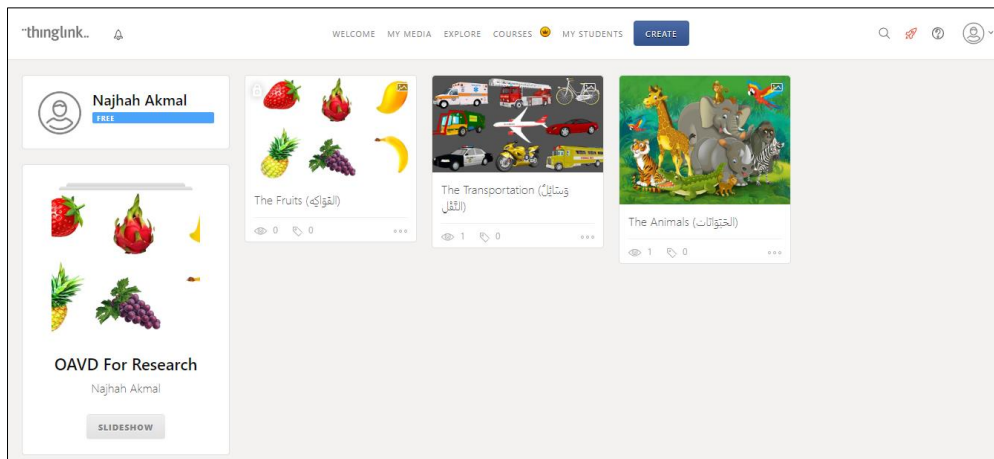 thinglink..
WELCOME MY MEDIA EXPLORE COURSES MY STUDENTS CREATE
Najhah Akmal
FREE
OAVD For Research
Najhah Akmal
SLIDESHOW
The Fruits (الفَوَاكِه)
0 0
The Transportation (وَسَائِلُ
النَّقْل)
1 0
The Animals (الحَيَوَانَات)
1 0